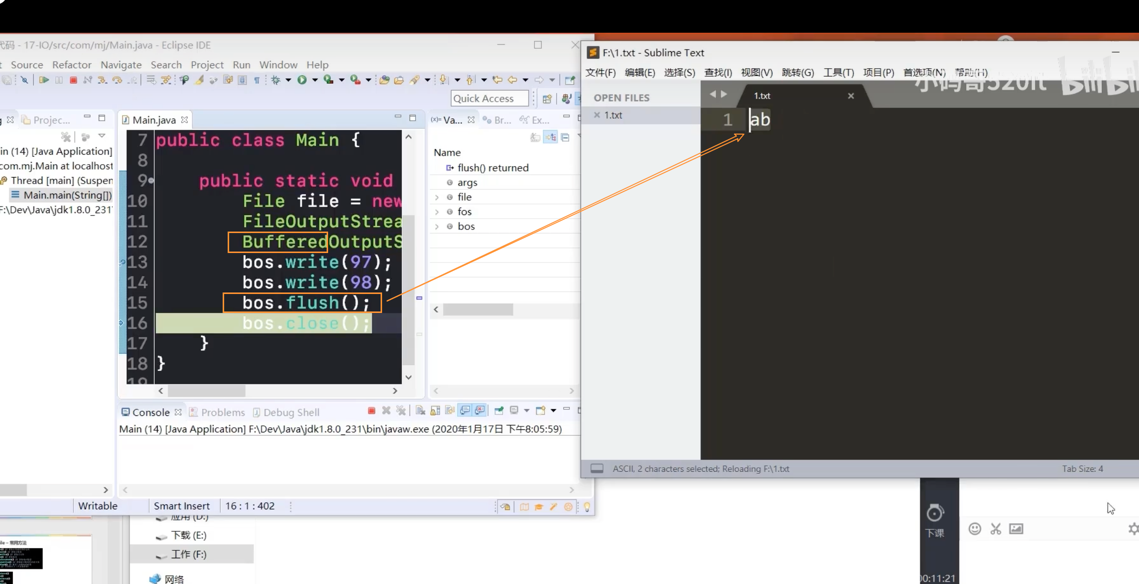 代码 - 17-IO/src/com/mj/Main.java - Eclipse IDE
Source Refactor Navigate Search Project Run Window Help
Quick Access
Projec...
Main.java
Va...
Br...
Ex...
in (14) [Java Application]
com.mj.Main at localhost
Thread [main] (Suspen
Main.main(String[])
F:\Dev\Java\jdk1.8.0_231
7 public class Main {
8
9 public static void
10 File file = new
11 FileOutputStrea
12 BufferedOutputS
13 bos.write(97);
14 bos.write(98);
15 bos.flush();
16 bos.close();
17 }
18 }
19
Name
flush() returned
args
file
fos
bos
Console Problems Debug Shell
Main (14) [Java Application] F:\Dev\Java\jdk1.8.0_231\bin\javaw.exe (2020年1月17日 下午8:05:59)
Writable Smart Insert 16 : 1 : 402
F:\1.txt - Sublime Text
文件(F) 编辑(E) 选择(S) 查找(I) 视图(V) 跳转(G) 工具(T) 项目(P) 首选项(N) 帮助(H)
小码哥520it bilibili
OPEN FILES
1.txt
1.txt
1 ab
ASCII, 2 characters selected; Reloading F:\1.txt
Tab Size: 4
应用 (D:)
下载 (E:)
工作 (F:)
网络
下课
00:11:21